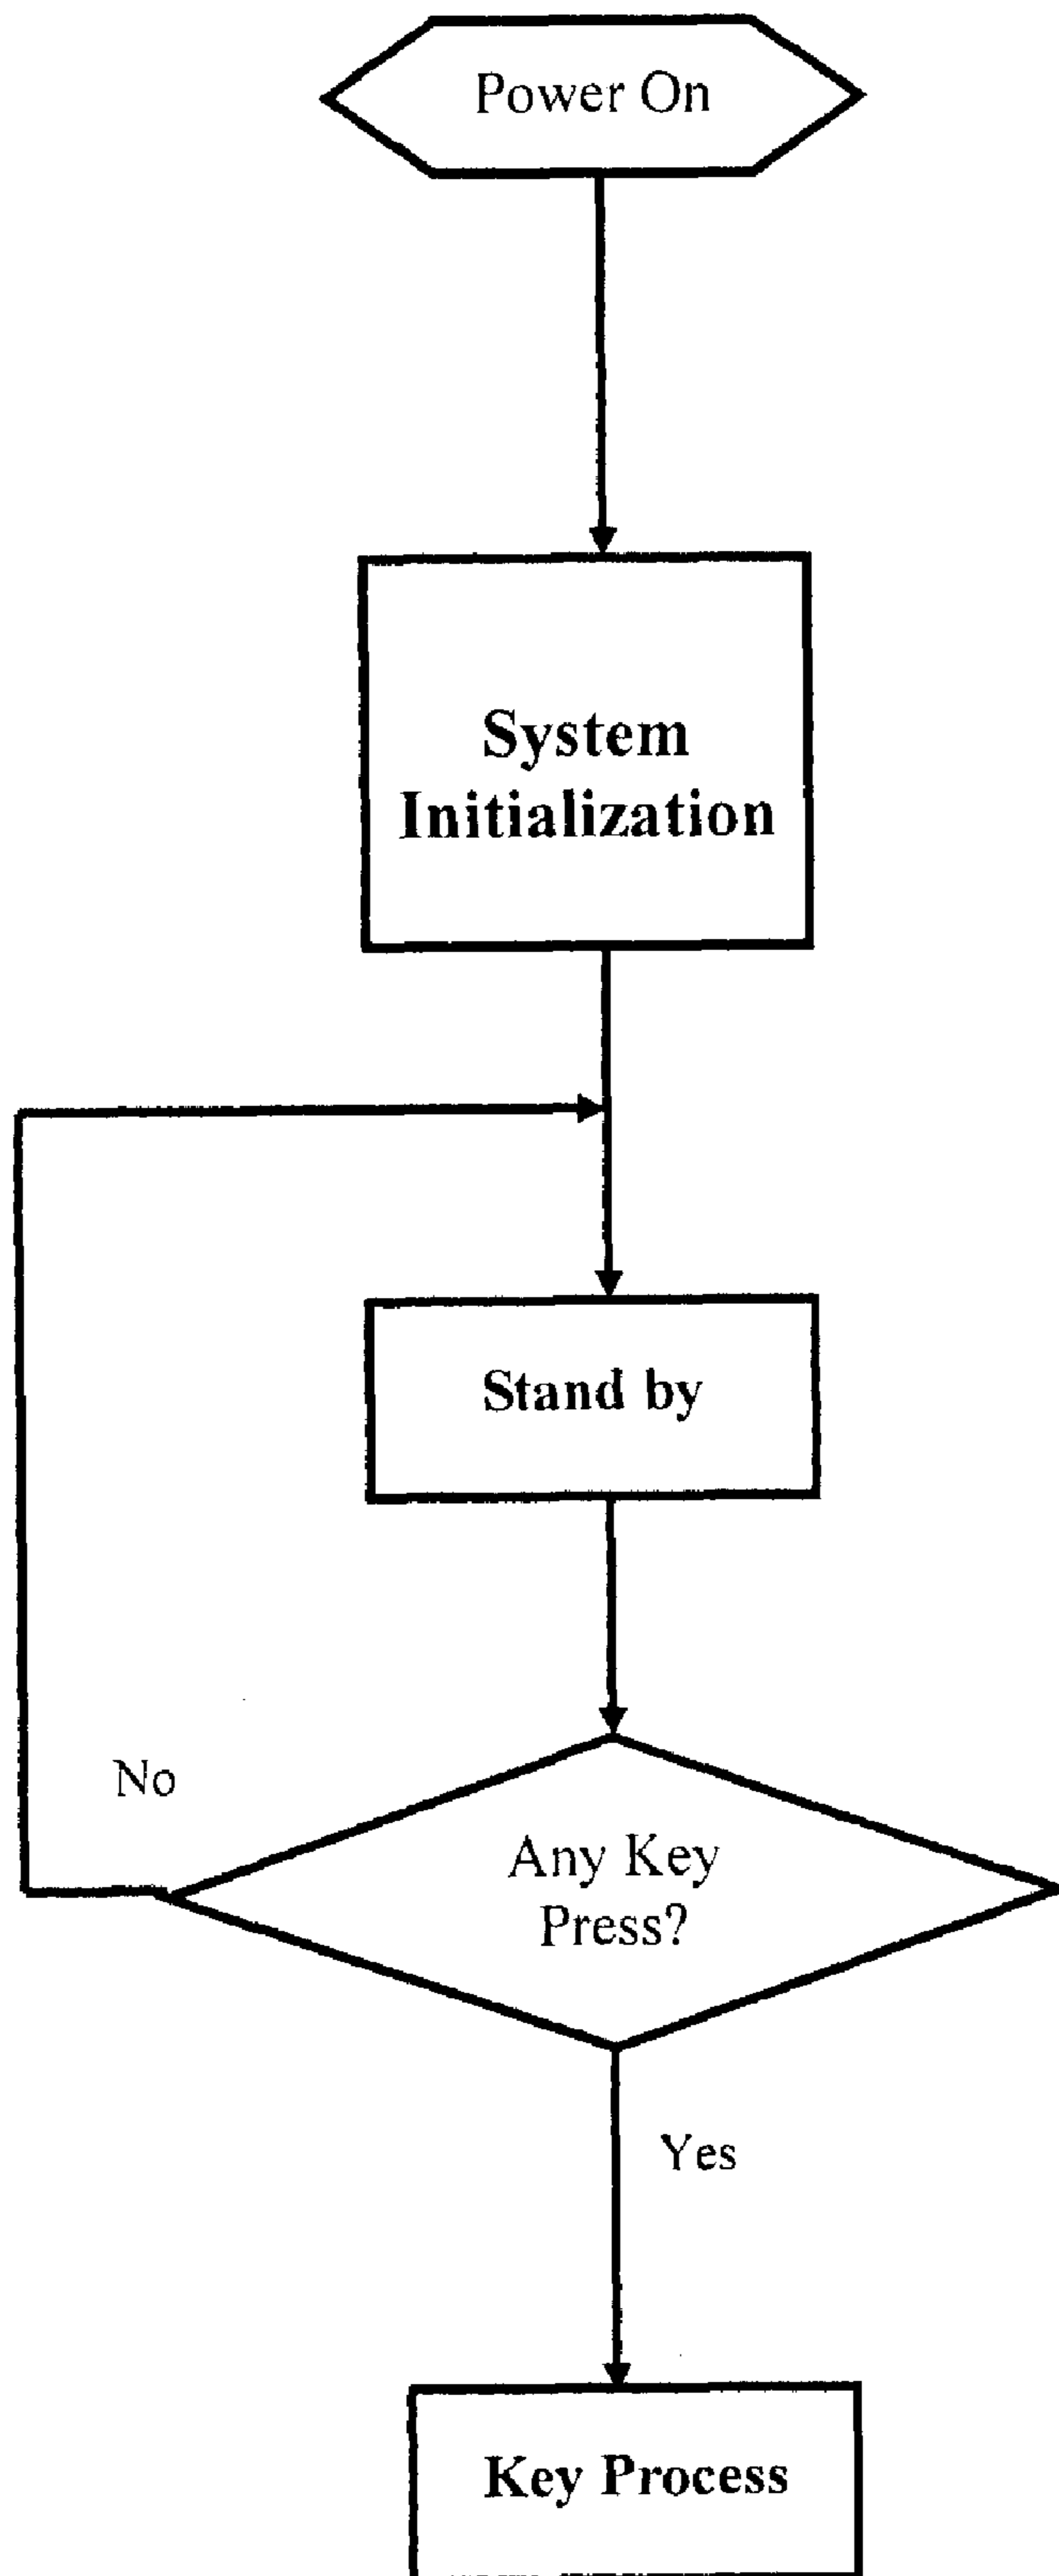 Power On
System
Initialization
Stand by
No
Any Key
Press?
Yes
Key Process